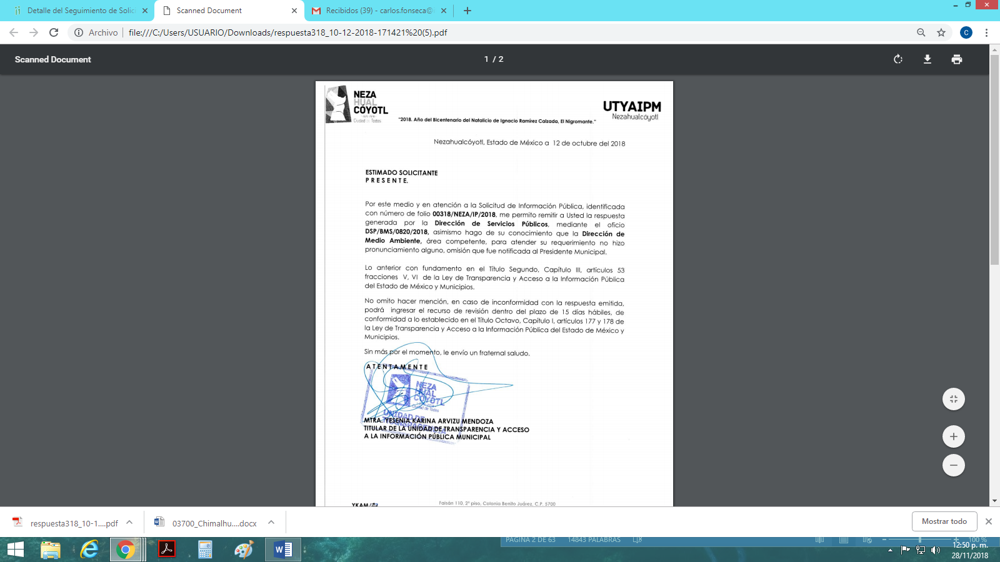 Detalle del Seguimiento de Solici
Scanned Document
Recibidos (39) - carlos.fonseca@
Archivo
file:///C:/Users/USUARIO/Downloads/respuesta318_10-12-2018-171421%20(5).pdf
C
Scanned Document
1 / 2
NEZA
HUAL
CÓYOTL
Ciudad de Todos
UTYAIPM
Nezahualcóyotl
"2018. Año del Bicentenario del Natalicio de Ignacio Ramírez Calzada, El Nigromante."
Nezahualcóyotl, Estado de México a 12 de octubre del 2018
ESTIMADO SOLICITANTE
P R E S E N T E.
Por este medio y en atención a la Solicitud de Información Pública, identificada
con número de folio 00318/NEZA/IP/2018, me permito remitir a Usted la respuesta
generada por la Dirección de Servicios Públicos, mediante el oficio
DSP/BMS/0820/2018, asimismo hago de su conocimiento que la Dirección de
Medio Ambiente, área competente, para atender su requerimiento no hizo
pronunciamiento alguno, omisión que fue notificada al Presidente Municipal.
Lo anterior con fundamento en el Título Segundo, Capítulo III, artículos 53
fracciones V, VI de la Ley de Transparencia y Acceso a la Información Pública
del Estado de México y Municipios.
No omito hacer mención, en caso de inconformidad con la respuesta emitida,
podrá ingresar el recurso de revisión dentro del plazo de 15 días hábiles, de
conformidad a lo establecido en el Título Octavo, Capítulo I, artículos 177 y 178 de
la Ley de Transparencia y Acceso a la Información Pública del Estado de México y
Municipios.
Sin más por el momento, le envío un fraternal saludo.
A T E N T A M E N T E
NEZA
HUAL
CÓYOTL
Ciudad de Todos
UNIDAD DE
TRANSPARENCIA
MTRA. YESENIA KARINA ARVIZU MENDOZA
TITULAR DE LA UNIDAD DE TRANSPARENCIA Y ACCESO
A LA INFORMACIÓN PÚBLICA MUNICIPAL
YKAM/
Faisán 110, 2º piso, Colonia Benito Juárez, C.P. 5700
respuesta318_10-1....pdf
03700_Chimalhu....docx
Mostrar todo
PÁGINA 2 DE 63
14843 PALABRAS
100 %
12:50 p. m.
28/11/2018